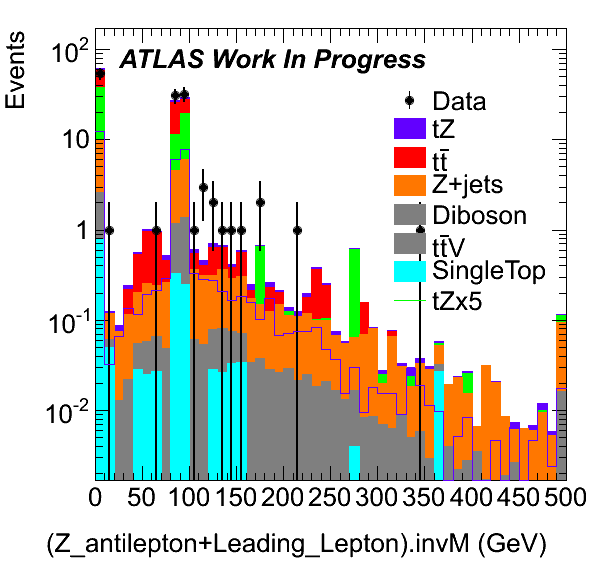 Events
10²
10
1
10⁻¹
10⁻²
ATLAS Work In Progress
Data
tZ
tt̄
Z+jets
Diboson
tt̄V
SingleTop
tZx5
0 50 100 150 200 250 300 350 400 450 500
(Z_antilepton+Leading_Lepton).invM (GeV)